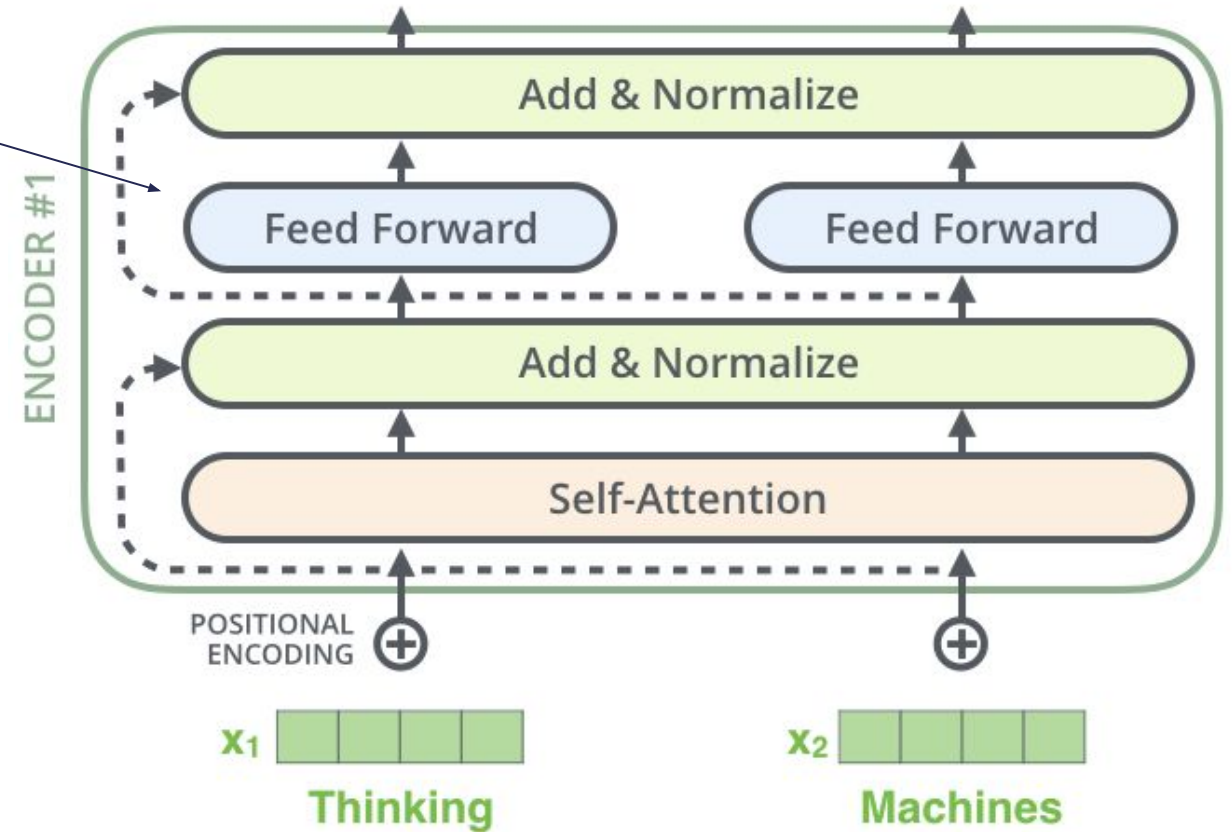 Add & Normalize
ENCODER #1
Feed Forward
Feed Forward
Add & Normalize
Self-Attention
POSITIONAL
ENCODING
x₁
x₂
Thinking
Machines